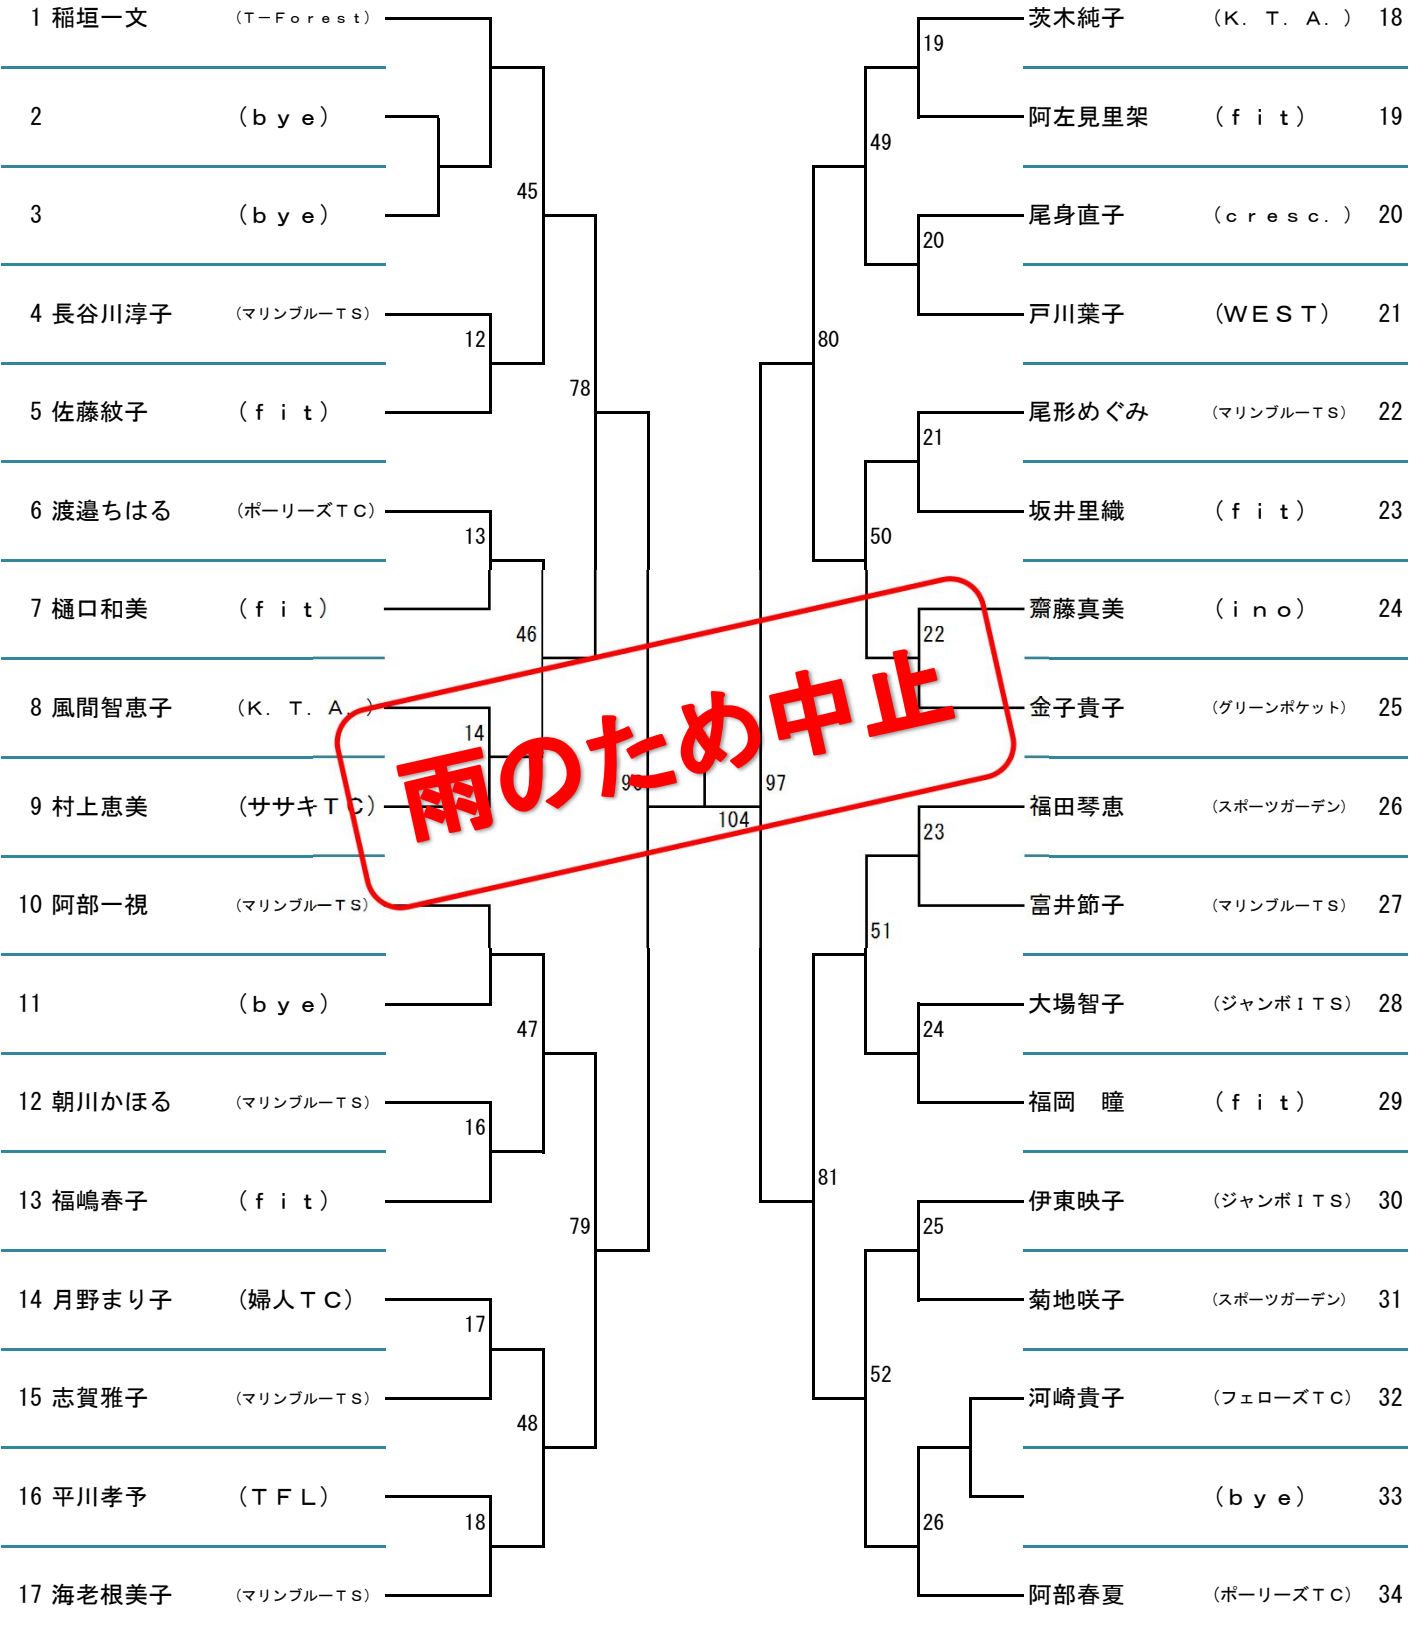 1 稲垣一文 (T－Forest)
2 (bye)
3 (bye)
45
4 長谷川淳子 (マリンブルーTS)
12
78
5 佐藤紋子 (fit)
6 渡邉ちはる (ポーリーズTC)
13
7 樋口和美 (fit)
46
8 風間智恵子 (K. T. A. )
14
9 村上恵美 (ササキTC)
10 阿部一視 (マリンブルーTS)
11 (bye)
47
12 朝川かほる (マリンブルーTS)
16
13 福嶋春子 (fit)
79
14 月野まり子 (婦人TC)
17
15 志賀雅子 (マリンブルーTS)
48
16 平川孝予 (TFL)
18
17 海老根美子 (マリンブルーTS)
雨のため中止
104
97
茨木純子 (K. T. A. ) 18
19
阿左見里架 (fit) 19
49
尾身直子 (cresc. ) 20
20
戸川葉子 (WEST) 21
80
尾形めぐみ (マリンブルーTS) 22
21
坂井里織 (fit) 23
50
齋藤真美 (ino) 24
22
金子貴子 (グリーンポケット) 25
福田琴恵 (スポーツガーデン) 26
23
富井節子 (マリンブルーTS) 27
51
大場智子 (ジャンボITS) 28
24
福岡　瞳 (fit) 29
81
伊東映子 (ジャンボITS) 30
25
菊地咲子 (スポーツガーデン) 31
52
河崎貴子 (フェローズTC) 32
(bye) 33
26
阿部春夏 (ポーリーズTC) 34